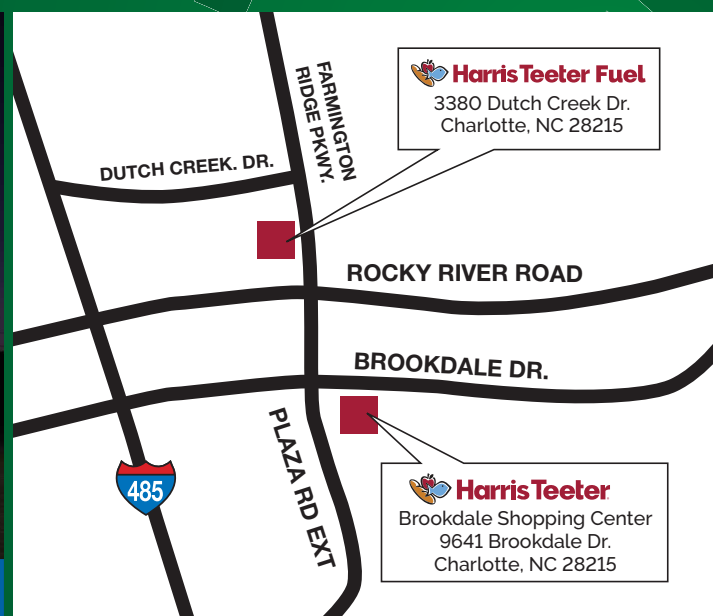 Harris Teeter Fuel
3380 Dutch Creek Dr.
Charlotte, NC 28215
FARMINGTON
RIDGE PKWY.
DUTCH CREEK. DR.
ROCKY RIVER ROAD
BROOKDALE DR.
PLAZA RD EXT
485
Harris Teeter
Brookdale Shopping Center
9641 Brookdale Dr.
Charlotte, NC 28215